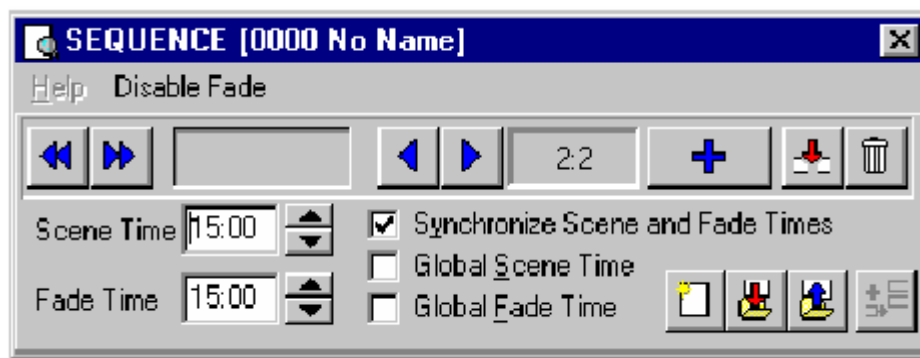 SEQUENCE [0000 No Name]
Help Disable Fade
2:2
Scene Time 15:00
Synchronize Scene and Fade Times
Global Scene Time
Fade Time 15:00
Global Fade Time